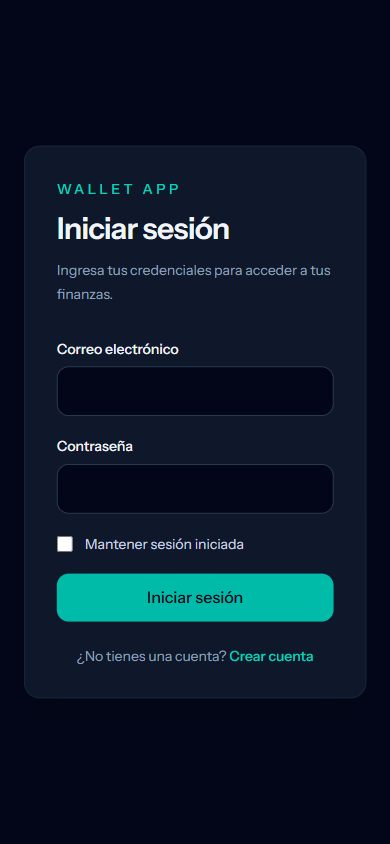 WALLET APP
Iniciar sesión
Ingresa tus credenciales para acceder a tus
finanzas.
Correo electrónico
Contraseña
Mantener sesión iniciada
Iniciar sesión
¿No tienes una cuenta? Crear cuenta